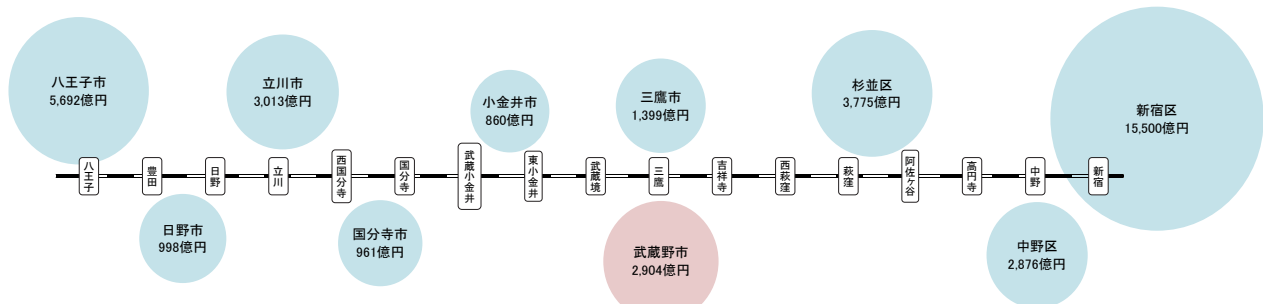 八王子市
5,692億円
立川市
3,013億円
小金井市
860億円
三鷹市
1,399億円
杉並区
3,775億円
新宿区
15,500億円
八王子
豊田
日野
立川
西国分寺
国分寺
武蔵小金井
東小金井
武蔵境
三鷹
吉祥寺
西萩窪
萩窪
阿佐ケ谷
高円寺
中野
新宿
日野市
998億円
国分寺市
961億円
武蔵野市
2,904億円
中野区
2,876億円